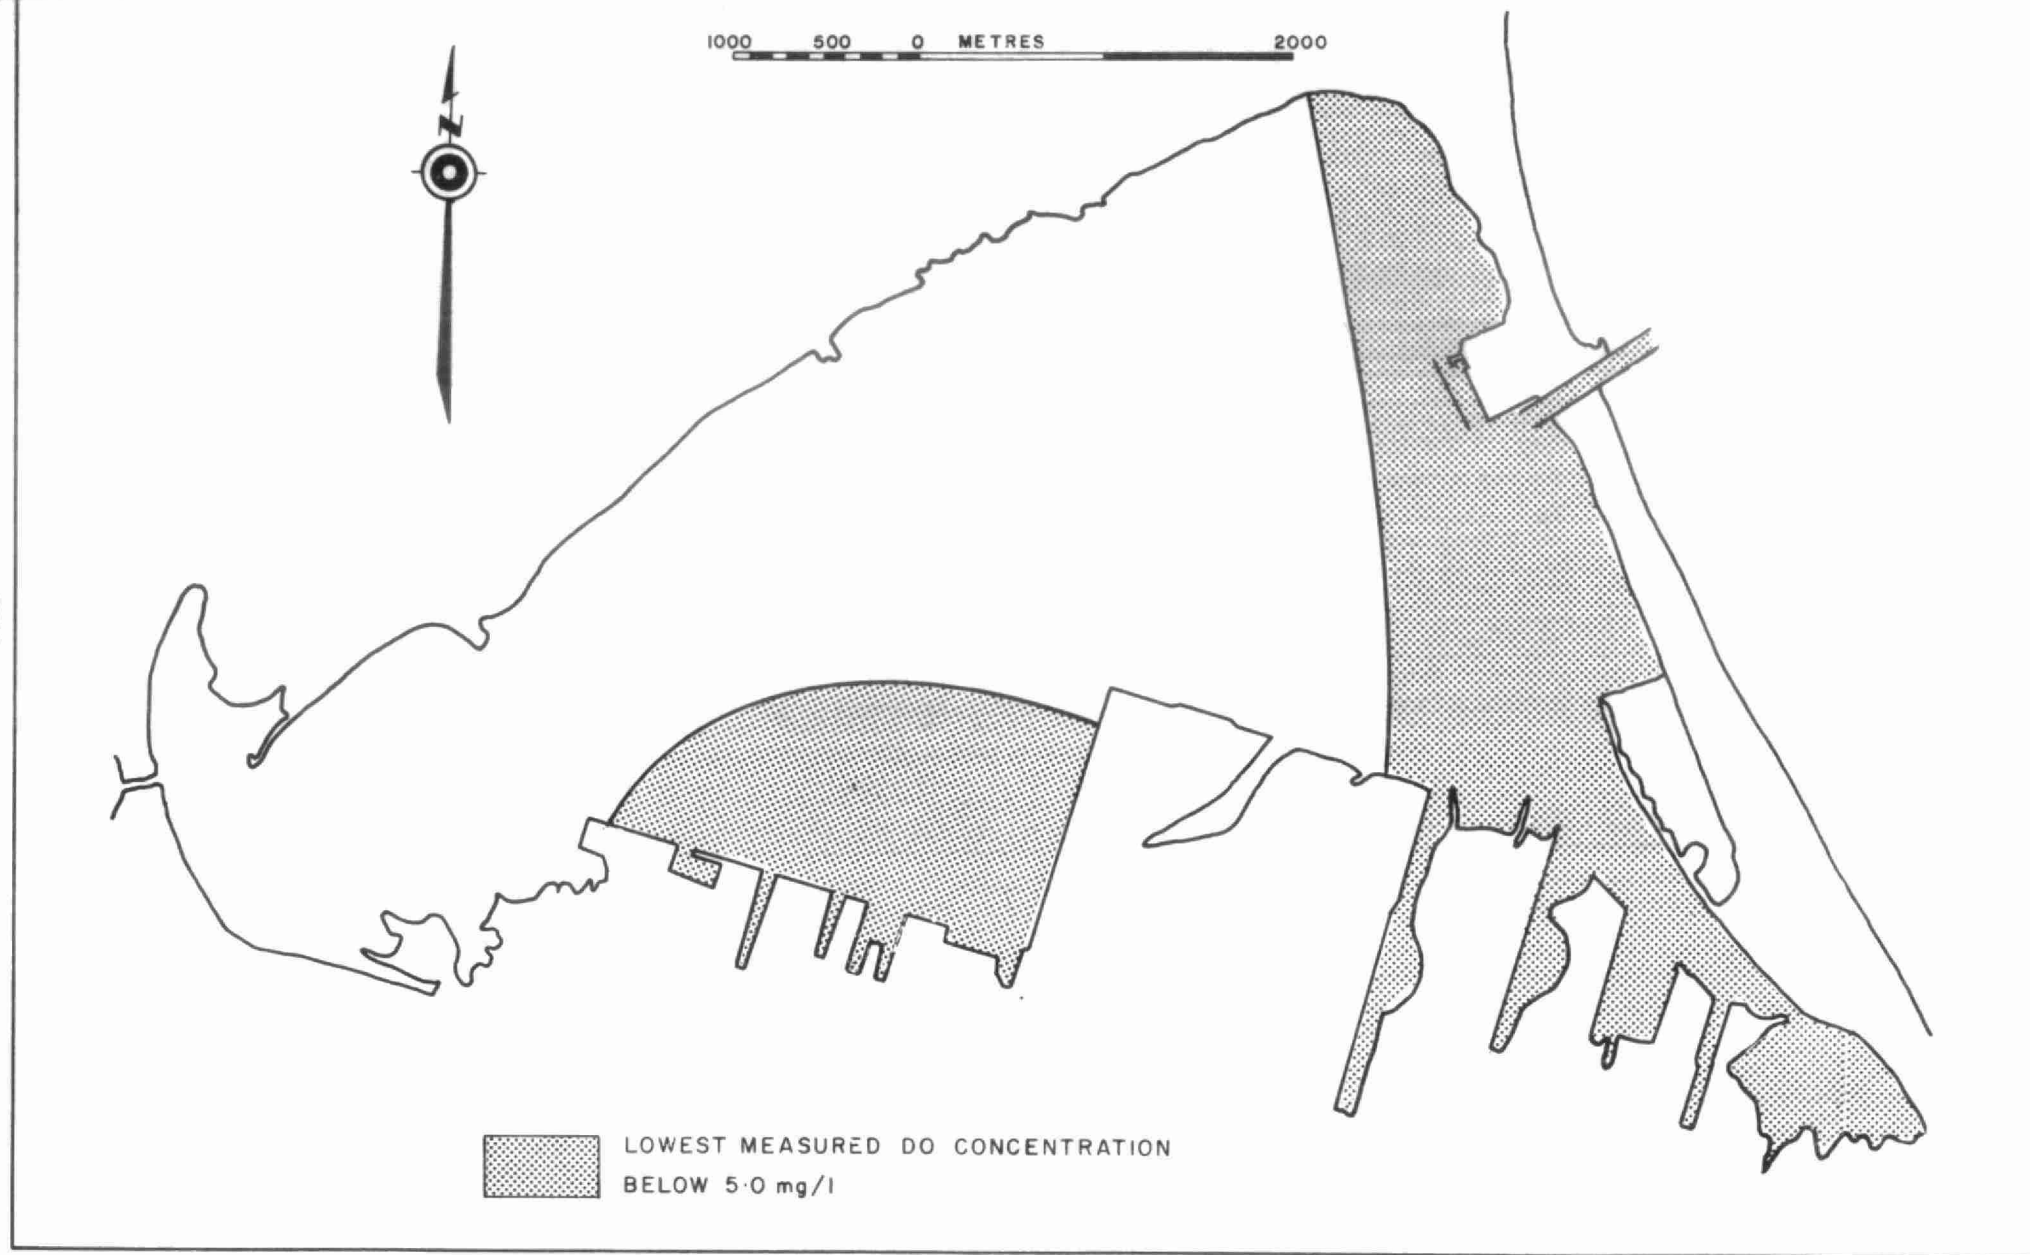 1000 500 0 METRES 2000
N
LOWEST MEASURED DO CONCENTRATION
BELOW 5·0 mg/l